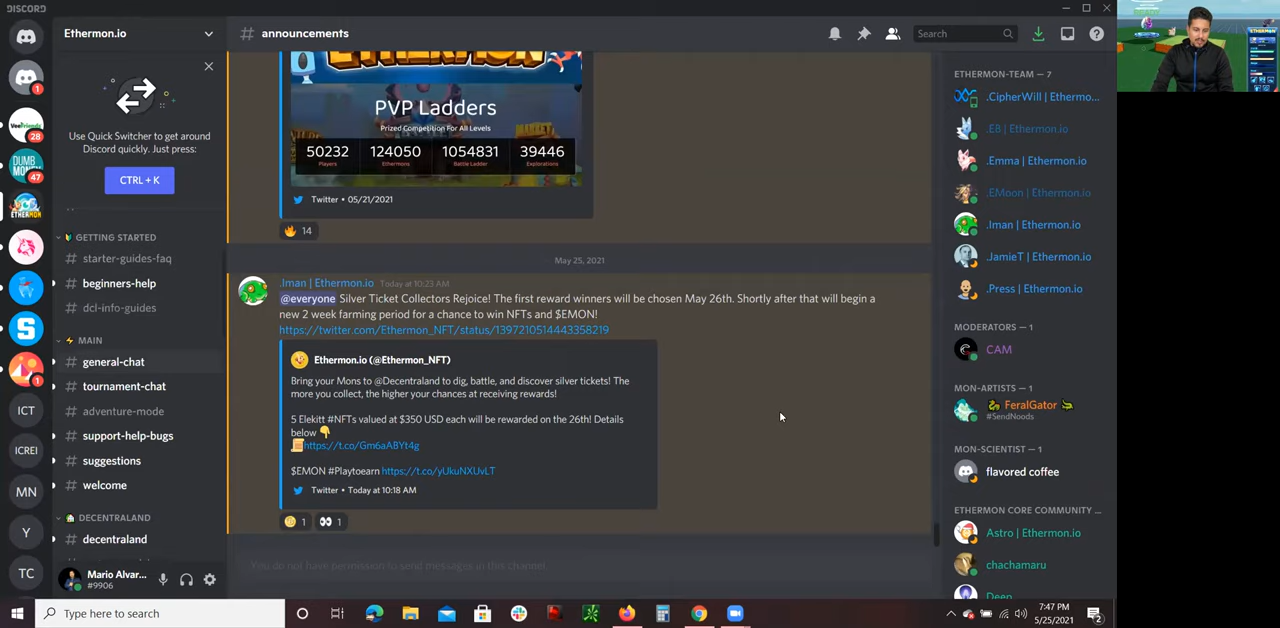 DISCORD
Ethermon.io
# announcements
Search
Use Quick Switcher to get around
Discord quickly. Just press:
CTRL + K
GETTING STARTED
# starter-guides-faq
# beginners-help
# dcl-info-guides
MAIN
# general-chat
# tournament-chat
# adventure-mode
# support-help-bugs
# suggestions
# welcome
DECENTRALAND
# decentraland
Mario Alvar...
#9906
1
VeeFriends
28
DUMB MONEY
47
ETHERMON
1
ICT
ICREI
MN
Y
TC
ETHERMON
PVP Ladders
Prized Competition For All Levels
50232 124050 1054831 39446
Players Ethermons Battle Ladder Explorations
Twitter • 05/21/2021
14
May 25, 2021
.Iman | Ethermon.io Today at 10:23 AM
@everyone Silver Ticket Collectors Rejoice! The first reward winners will be chosen May 26th. Shortly after that will begin a
new 2 week farming period for a chance to win NFTs and $EMON!
https://twitter.com/Ethermon_NFT/status/1397210514443358219
Ethermon.io (@Ethermon_NFT)
Bring your Mons to @Decentraland to dig, battle, and discover silver tickets! The
more you collect, the higher your chances at receiving rewards!
5 Elekitt #NFTs valued at $350 USD each will be rewarded on the 26th! Details
below
https://t.co/Gm6aABYt4g
$EMON #Playtoearn https://t.co/yUkuNXUvLT
Twitter • Today at 10:18 AM
1 1
You do not have permission to send messages in this channel.
ETHERMON-TEAM — 7
.CipherWill | Ethermo...
.E8 | Ethermon.io
.Emma | Ethermon.io
.EMoon | Ethermon.io
.Iman | Ethermon.io
.JamieT | Ethermon.io
.Press | Ethermon.io
MODERATORS — 1
CAM
MON-ARTISTS — 1
FeralGator
#SendNoods
MON-SCIENTIST — 1
flavored coffee
ETHERMON CORE COMMUNITY ...
Astro | Ethermon.io
chachamaru
Deep
Type here to search
7:47 PM
5/25/2021
2